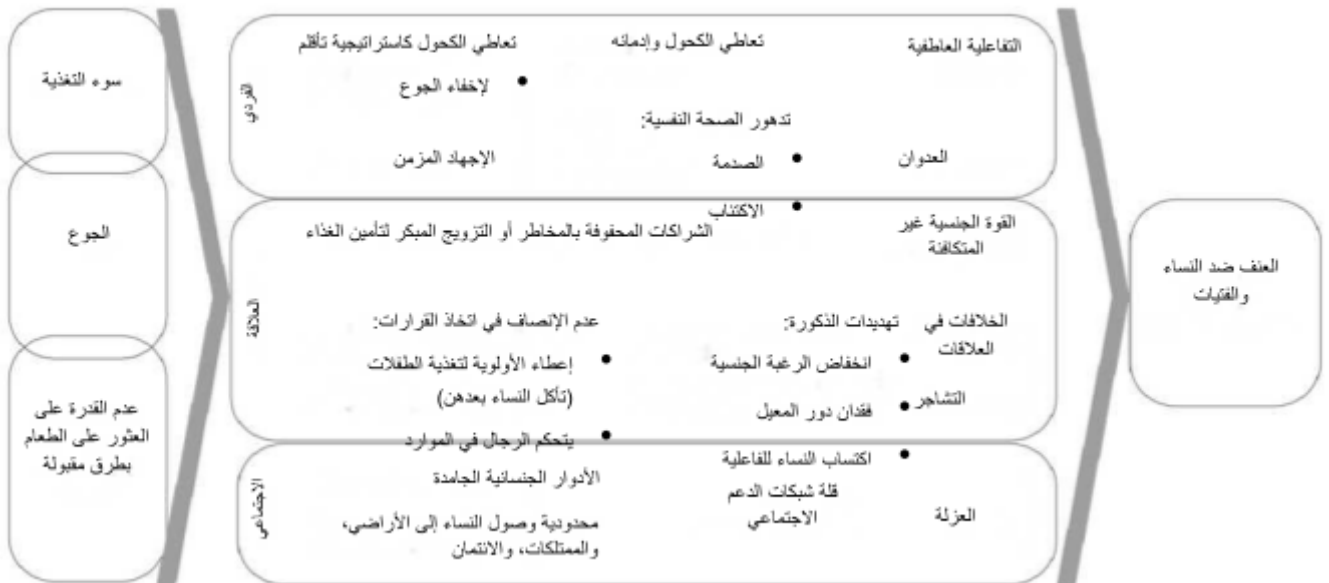 سوء التغذية
الجوع
عدم القدرة على
العثور على الطعام
بطرق مقبولة
الفردي
تعاطي الكحول كاستراتيجية تأقلم
• لإخفاء الجوع
الإجهاد المزمن
تعاطي الكحول وإدمانه
تدهور الصحة النفسية:
• الصدمة
• الاكتئاب
التفاعلية العاطفية
العدوان
العلاقة
الشراكات المحفوفة بالمخاطر أو التزويج المبكر لتأمين الغذاء
القوة الجنسية غير
المتكافئة
عدم الإنصاف في اتخاذ القرارات:
• إعطاء الأولوية لتغذية الطفلات
(تأكل النساء بعدهن)
• يتحكم الرجال في الموارد
تهديدات الذكورة:
• انخفاض الرغبة الجنسية
• فقدان دور المعيل
• اكتساب النساء للفاعلية
الخلافات في
العلاقات
التشاجر
الاجتماعي
الأدوار الجنسانية الجامدة
محدودية وصول النساء إلى الأراضي،
والممتلكات، والائتمان
قلة شبكات الدعم
الاجتماعي
العزلة
العنف ضد النساء
والفتيات